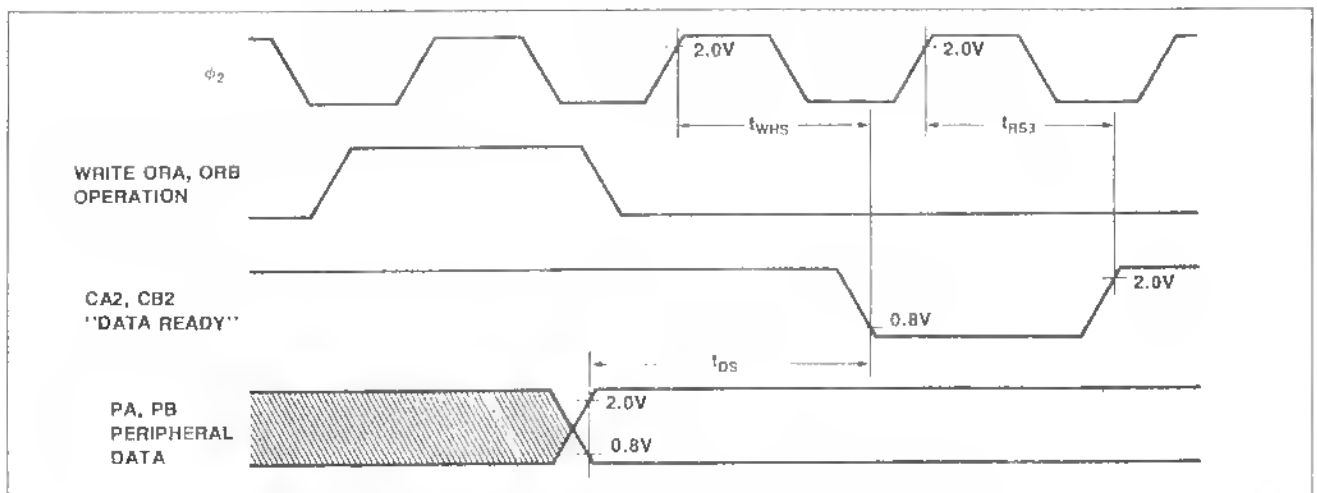 2.0V 2.0V
ϕ2
tWHS tRS3
WRITE ORA, ORB
OPERATION
CA2, CB2
"DATA READY"
2.0V
0.8V
tDS
PA, PB
PERIPHERAL
DATA
2.0V
0.8V